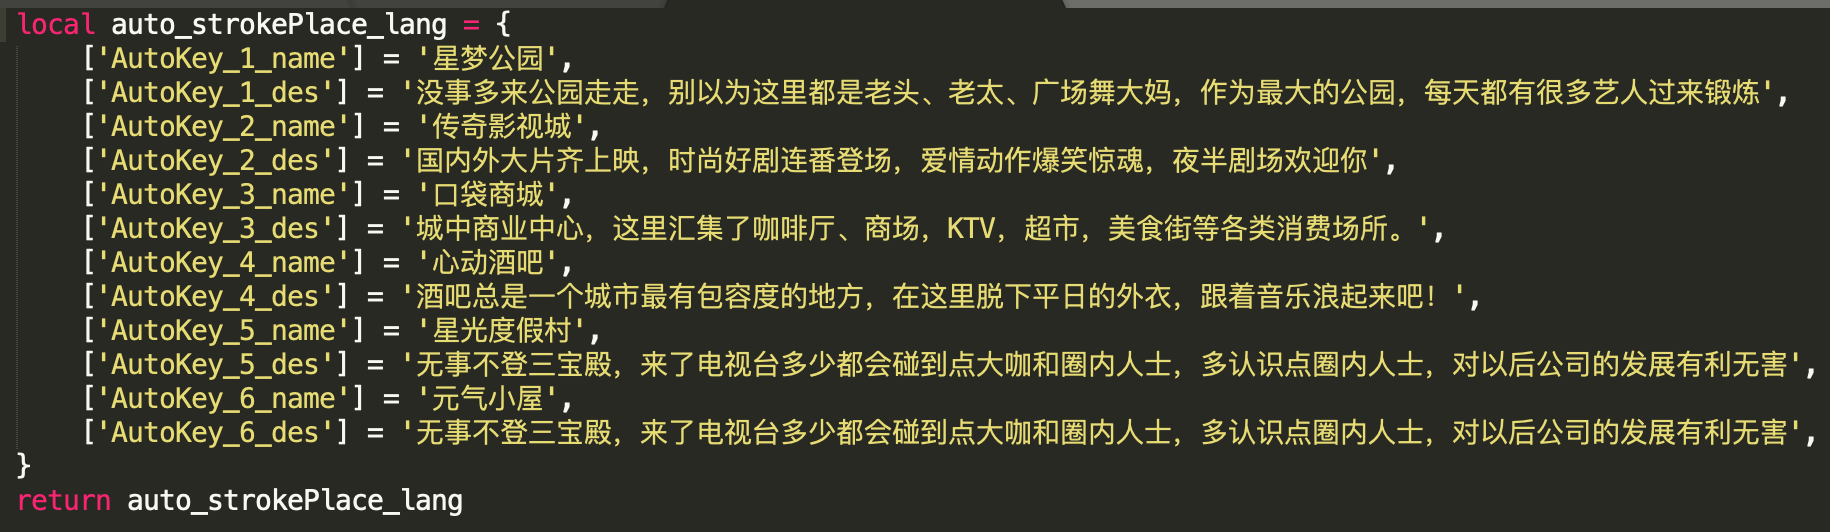 local auto_strokePlace_lang = {
['AutoKey_1_name'] = '星梦公园',
['AutoKey_1_des'] = '没事多来公园走走，别以为这里都是老头、老太、广场舞大妈，作为最大的公园，每天都有很多艺人过来锻炼',
['AutoKey_2_name'] = '传奇影视城',
['AutoKey_2_des'] = '国内外大片齐上映，时尚好剧连番登场，爱情动作爆笑惊魂，夜半剧场欢迎你',
['AutoKey_3_name'] = '口袋商城',
['AutoKey_3_des'] = '城中商业中心，这里汇集了咖啡厅、商场，KTV，超市，美食街等各类消费场所。',
['AutoKey_4_name'] = '心动酒吧',
['AutoKey_4_des'] = '酒吧总是一个城市最有包容度的地方，在这里脱下平日的外衣，跟着音乐浪起来吧！',
['AutoKey_5_name'] = '星光度假村',
['AutoKey_5_des'] = '无事不登三宝殿，来了电视台多少都会碰到点大咖和圈内人士，多认识点圈内人士，对以后公司的发展有利无害',
['AutoKey_6_name'] = '元气小屋',
['AutoKey_6_des'] = '无事不登三宝殿，来了电视台多少都会碰到点大咖和圈内人士，多认识点圈内人士，对以后公司的发展有利无害',
}
return auto_strokePlace_lang